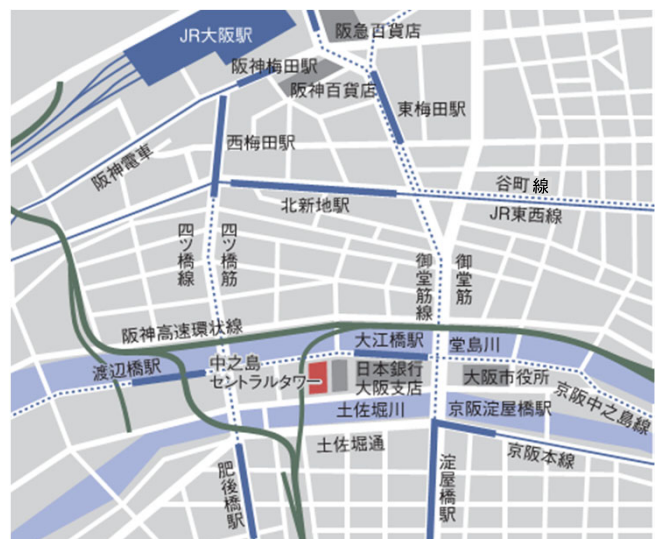 JR大阪駅
阪急百貨店
阪神梅田駅
阪神百貨店
東梅田駅
西梅田駅
阪神電車
谷町線
北新地駅
JR東西線
四ツ橋線
四ツ橋筋
御堂筋線
御堂筋
阪神高速環状線
大江橋駅
堂島川
渡辺橋駅
中之島
セントラルタワー
日本銀行
大阪支店
大阪市役所
京阪中之島線
土佐堀川
京阪淀屋橋駅
土佐堀通
京阪本線
肥後橋駅
淀屋橋駅